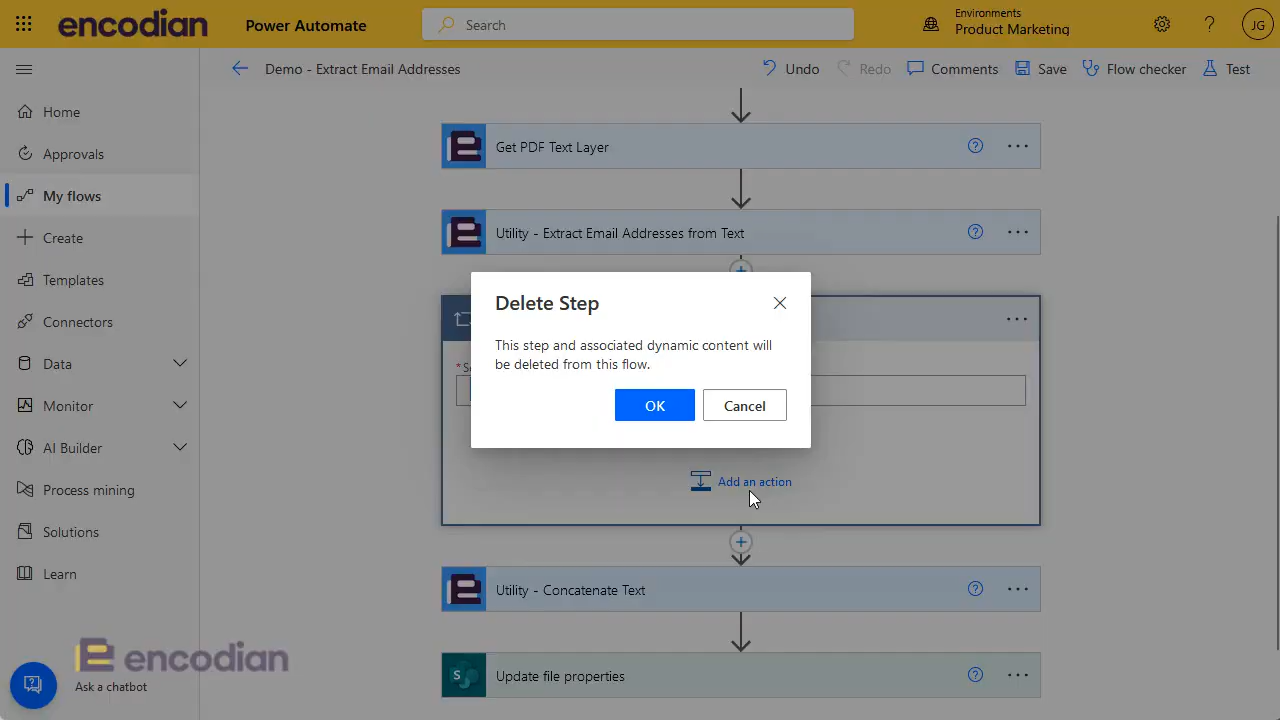 encodian
Power Automate
Search
Environments
Product Marketing
JG
Demo - Extract Email Addresses
Undo
Redo
Comments
Save
Flow checker
Test
Home
Approvals
My flows
Create
Templates
Connectors
Data
Monitor
AI Builder
Process mining
Solutions
Learn
encodian
Ask a chatbot
Get PDF Text Layer
Utility - Extract Email Addresses from Text
Delete Step
This step and associated dynamic content will
be deleted from this flow.
OK
Cancel
Add an action
Utility - Concatenate Text
S
Update file properties